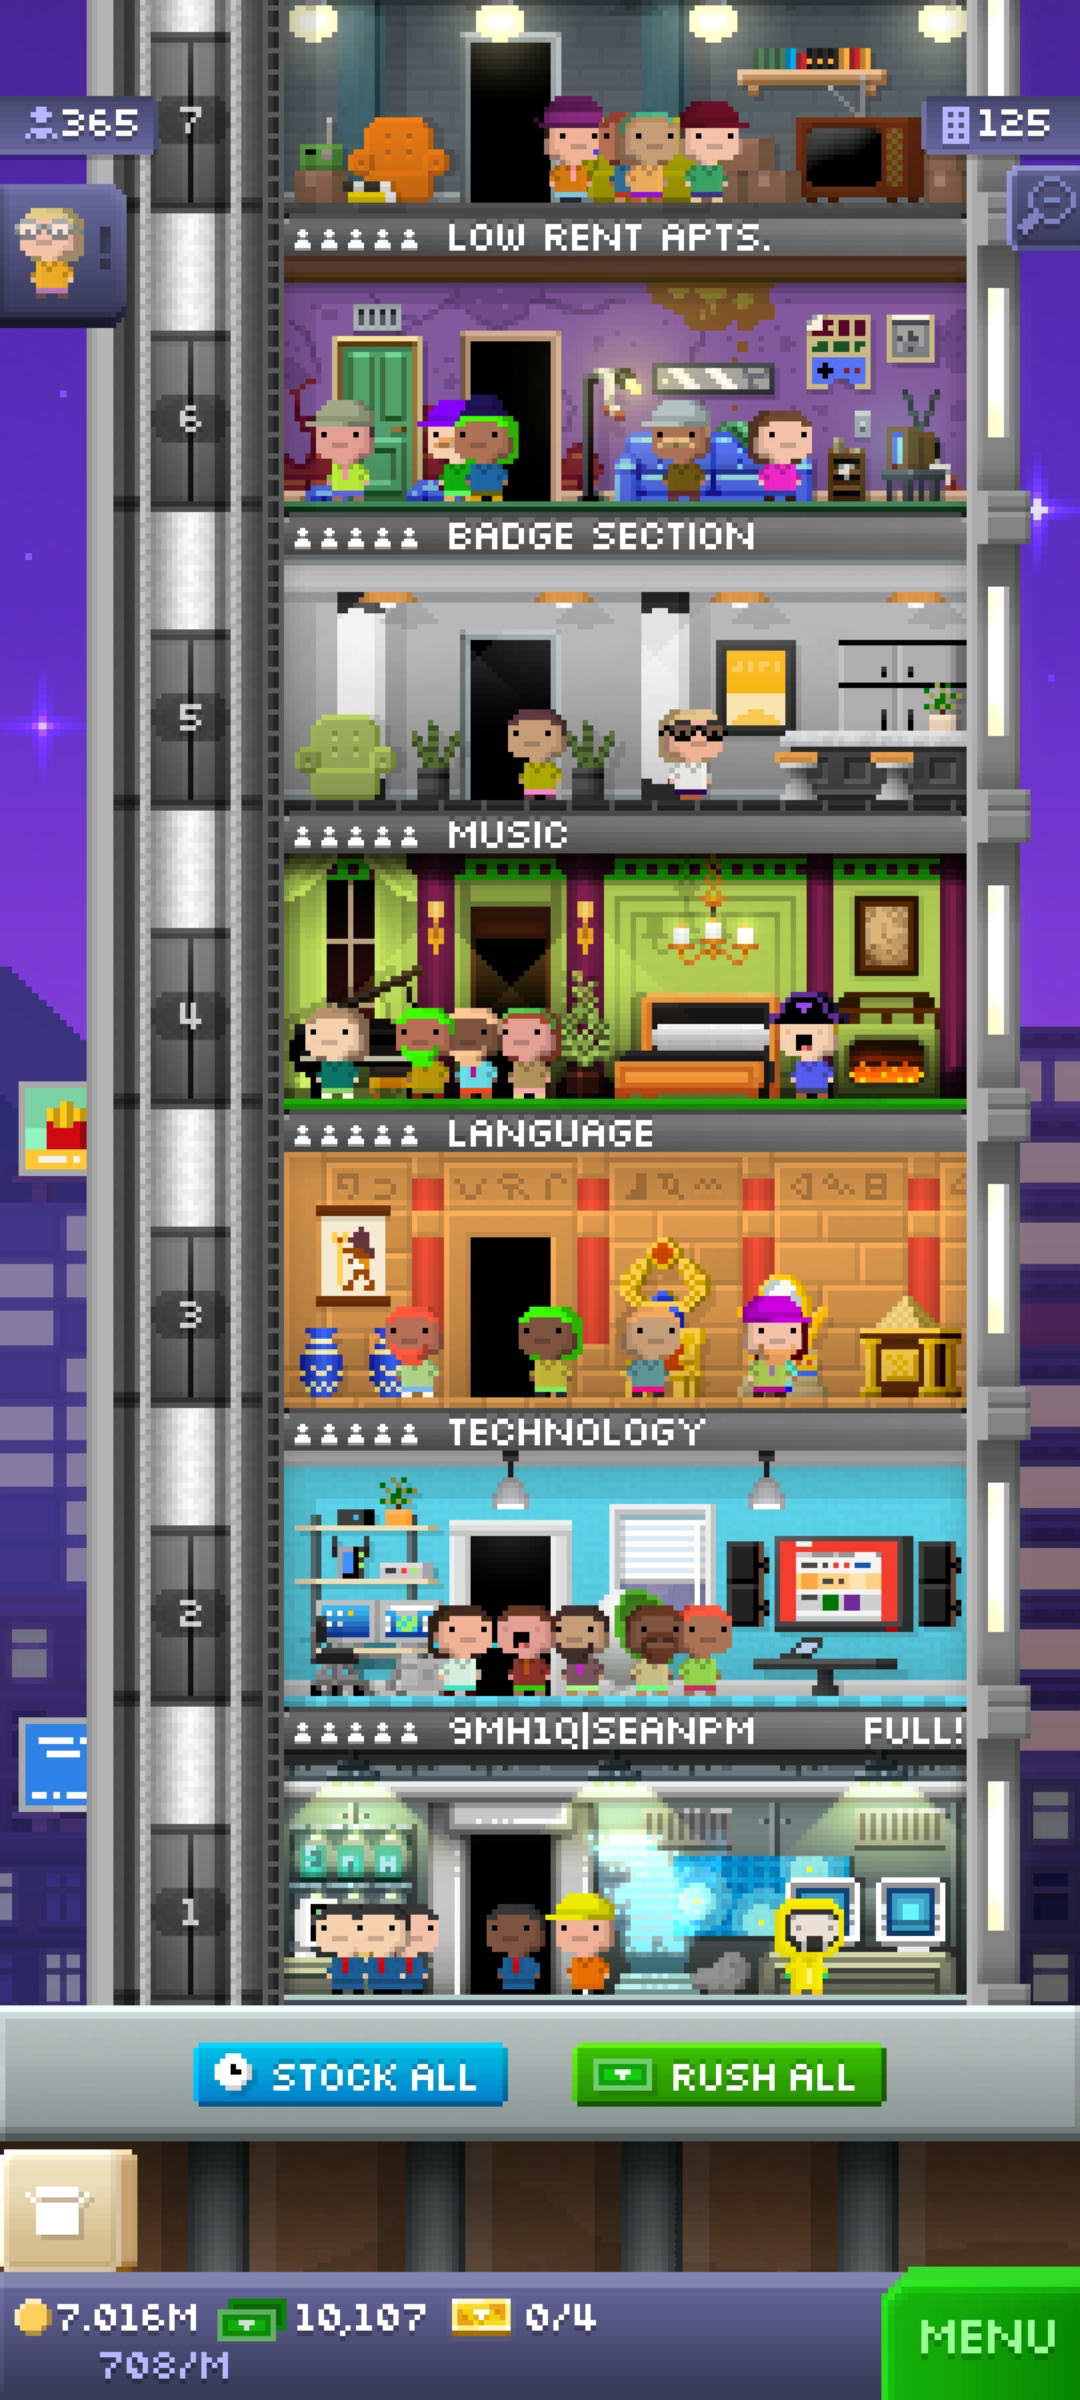 365
7
125
LOW RENT APTS.
6
BADGE SECTION
5
MUSIC
4
LANGUAGE
3
TECHNOLOGY
2
9MH1Q|SEANPM FULL!
1
STOCK ALL
RUSH ALL
7.016M 10,107 0/4
708/M
MENU